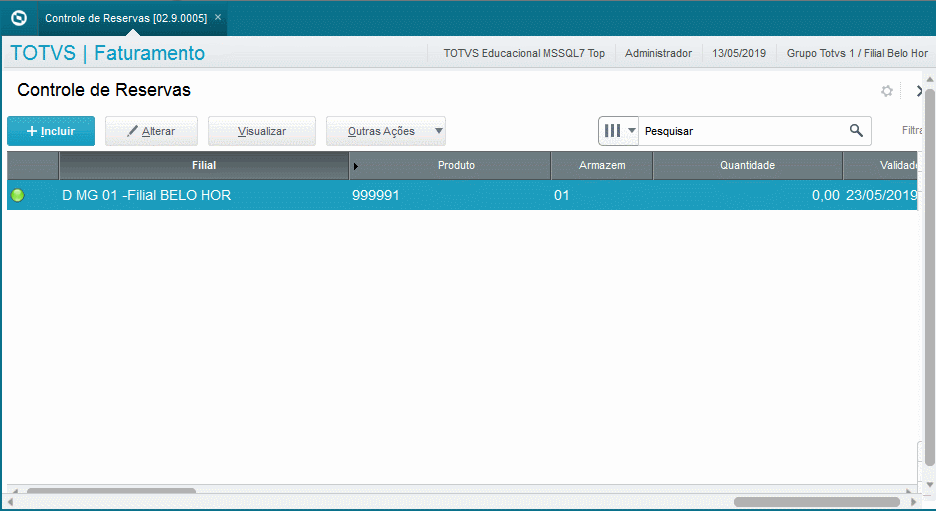 Controle de Reservas [02.9.0005] ×
TOTVS | Faturamento TOTVS Educacional MSSQL7 Top Administrador 13/05/2019 Grupo Totvs 1 / Filial Belo Hor
Controle de Reservas
+ Incluir Alterar Visualizar Outras Ações Pesquisar Filtra
Filial Produto Armazem Quantidade Validade
D MG 01 -Filial BELO HOR 999991 01 0,00 23/05/2019